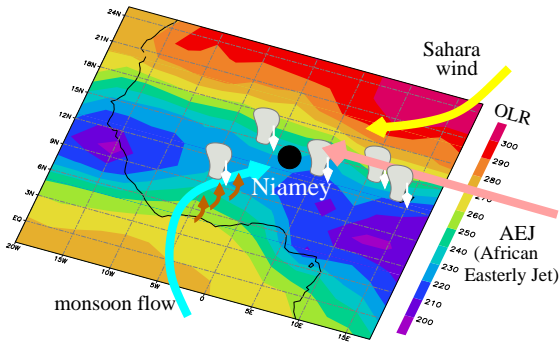 24N
21N
18N
15N
12N
9N
6N
3N
EQ
20W
15W
10W
5W
0
5E
10E
15E
Sahara
wind
OLR
300
290
280
270
260
250
240
230
220
210
200
Niamey
AEJ
(African
Easterly Jet)
monsoon flow